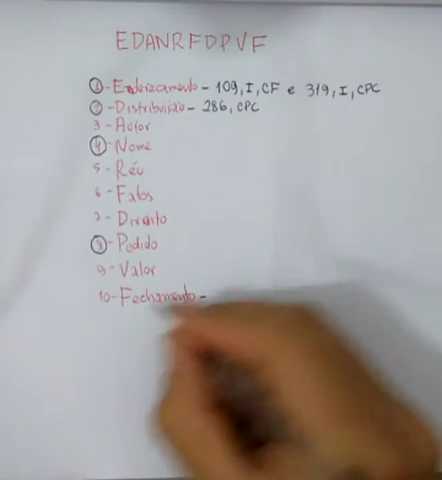 EDANRFDPVF
1-Enderecamento - 109, I, CF e 319, I, CPC
2-Distribuição - 286, CPC
3-Autor
4-Nome
5-Réu
6-Fatos
7-Direito
8-Pedido
9-Valor
10-Fechamento -